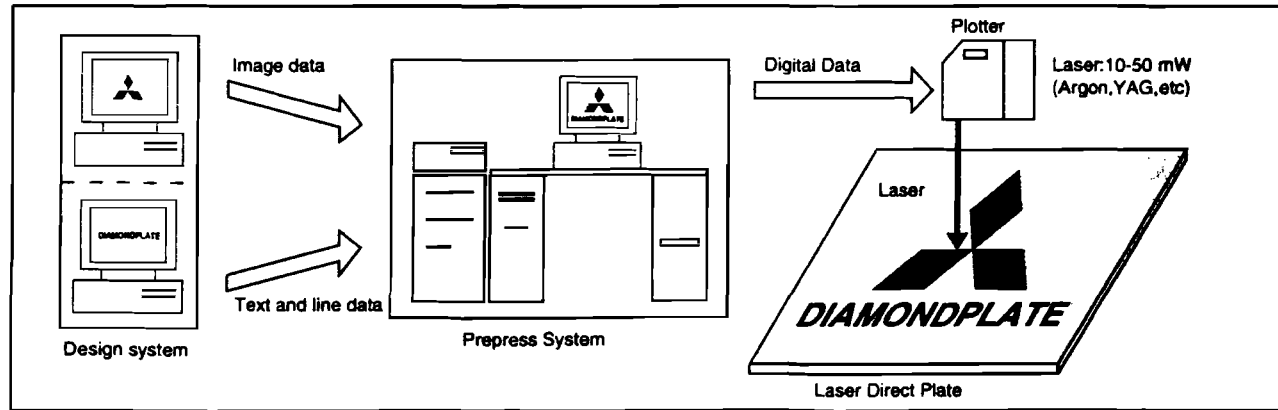 DIAMONDPLATE
Design system
Image data
Text and line data
DIAMONDPLATE
Prepress System
Digital Data
Plotter
Laser:10-50 mW
(Argon,YAG,etc)
Laser
DIAMONDPLATE
Laser Direct Plate